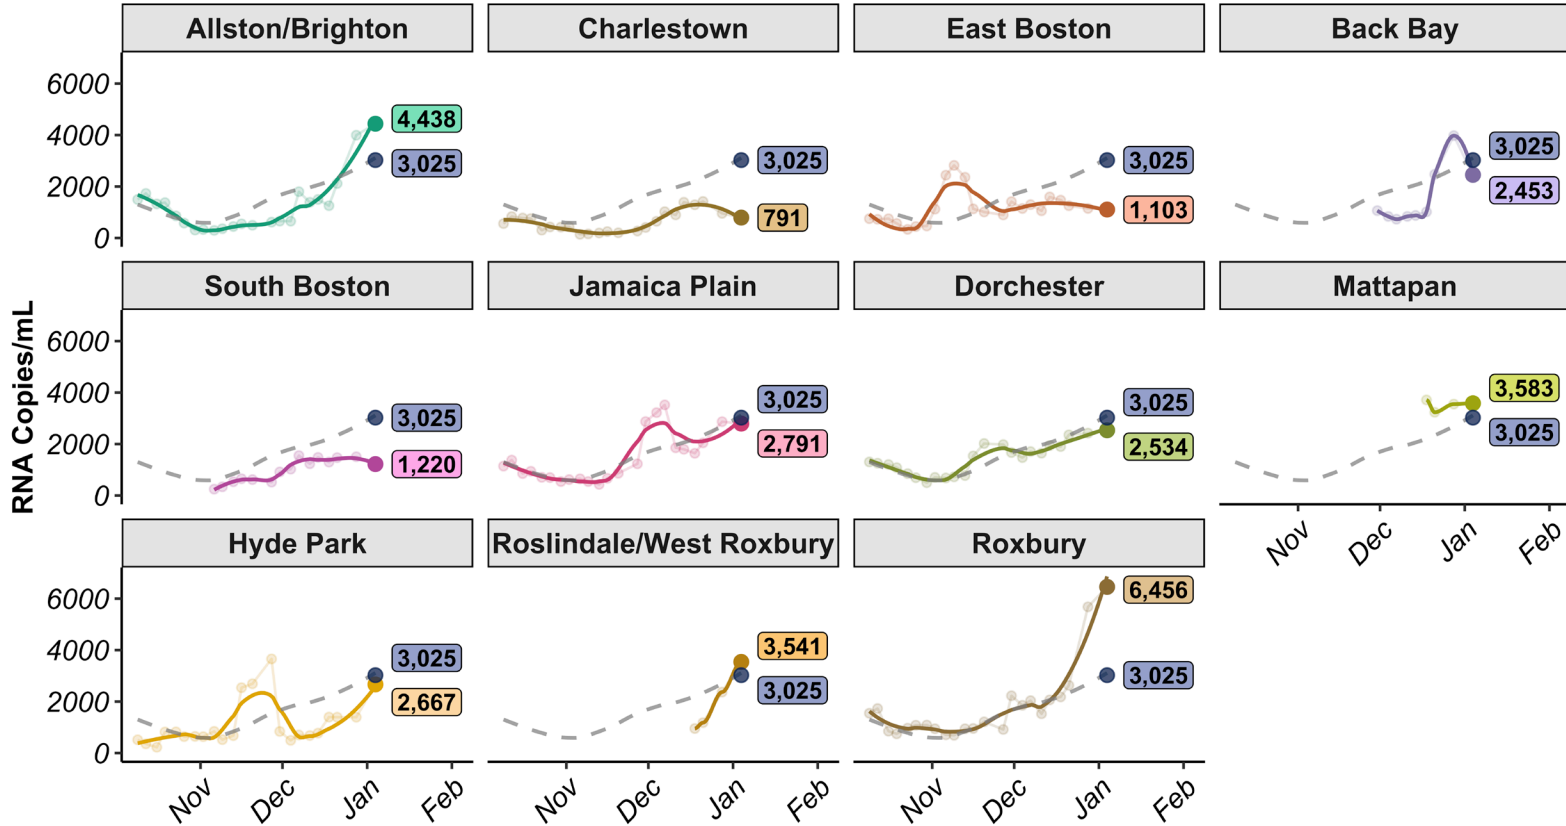 Allston/Brighton
Charlestown
East Boston
Back Bay
6000
4000
2000
0
4,438
3,025
3,025
791
3,025
1,103
3,025
2,453
RNA Copies/mL
South Boston
Jamaica Plain
Dorchester
Mattapan
6000
4000
2000
0
3,025
1,220
3,025
2,791
3,025
2,534
3,583
3,025
Nov
Dec
Jan
Feb
Hyde Park
Roslindale/West Roxbury
Roxbury
6000
4000
2000
0
3,025
2,667
3,541
3,025
6,456
3,025
Nov
Dec
Jan
Feb
Nov
Dec
Jan
Feb
Nov
Dec
Jan
Feb